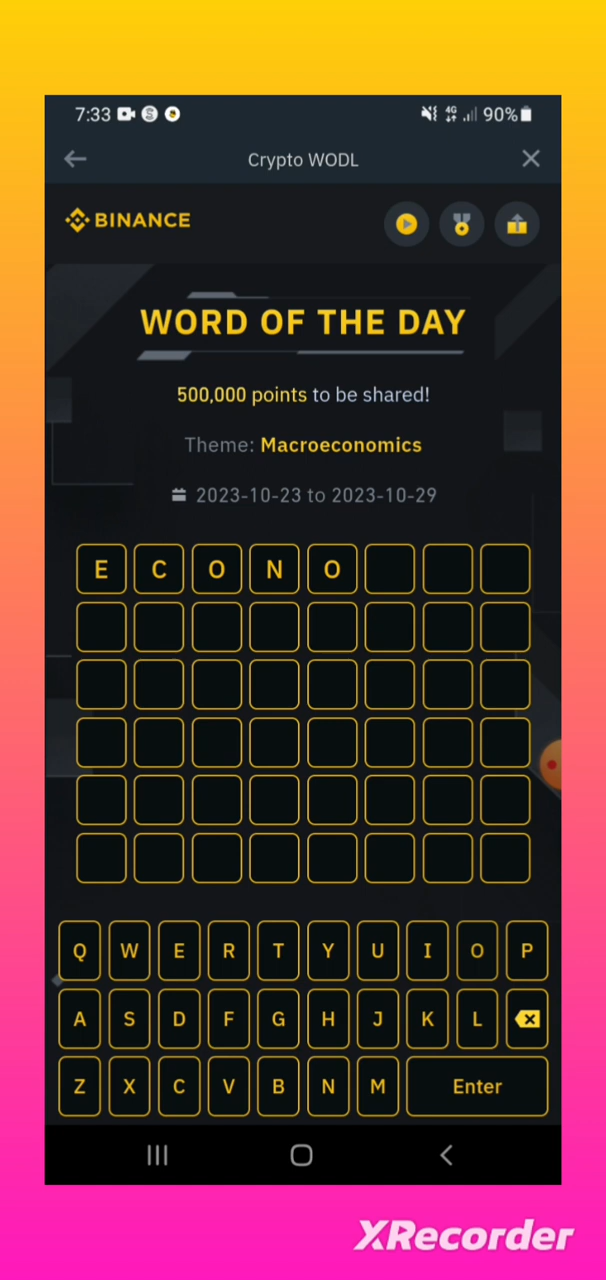 7:33 4G 90%
Crypto WODL
BINANCE
WORD OF THE DAY
500,000 points to be shared!
Theme: Macroeconomics
2023-10-23 to 2023-10-29
E C O N O
Q W E R T Y U I O P
A S D F G H J K L
Z X C V B N M Enter
XRecorder